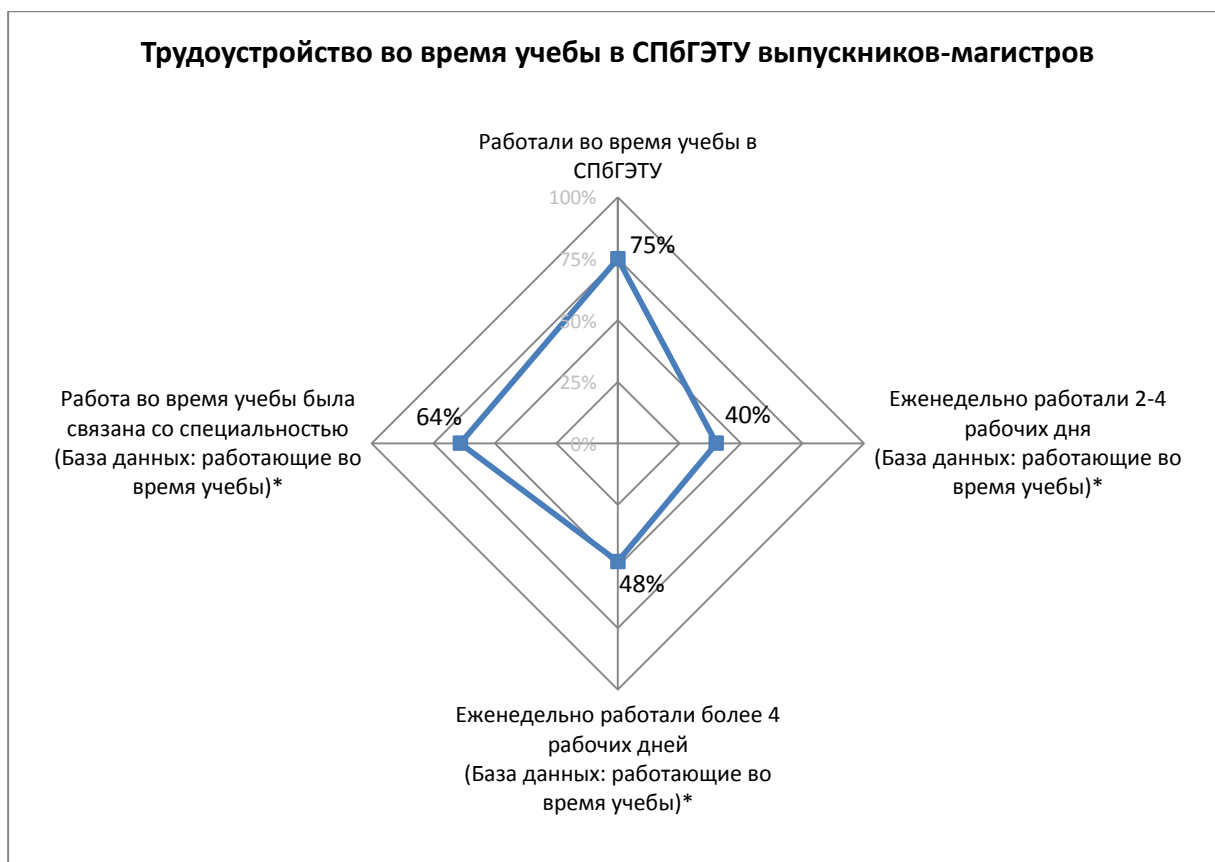 Трудоустройство во время учебы в СПбГЭТУ выпускников-магистров
Работали во время учебы в
СПбГЭТУ
100%
75%
75%
50%
25%
0%
64%
40%
48%
Работа во время учебы была
связана со специальностью
(База данных: работающие во
время учебы)*
Еженедельно работали 2-4
рабочих дня
(База данных: работающие во
время учебы)*
Еженедельно работали более 4
рабочих дней
(База данных: работающие во
время учебы)*